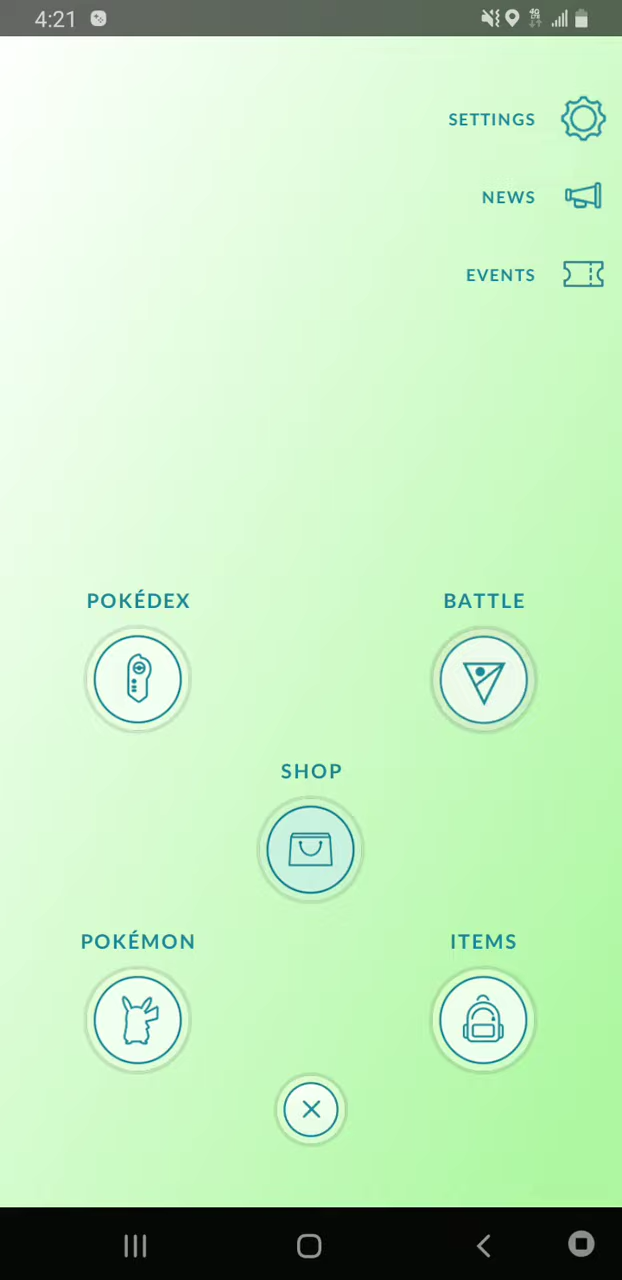 4:21
SETTINGS
NEWS
EVENTS
POKÉDEX
BATTLE
SHOP
POKÉMON
ITEMS